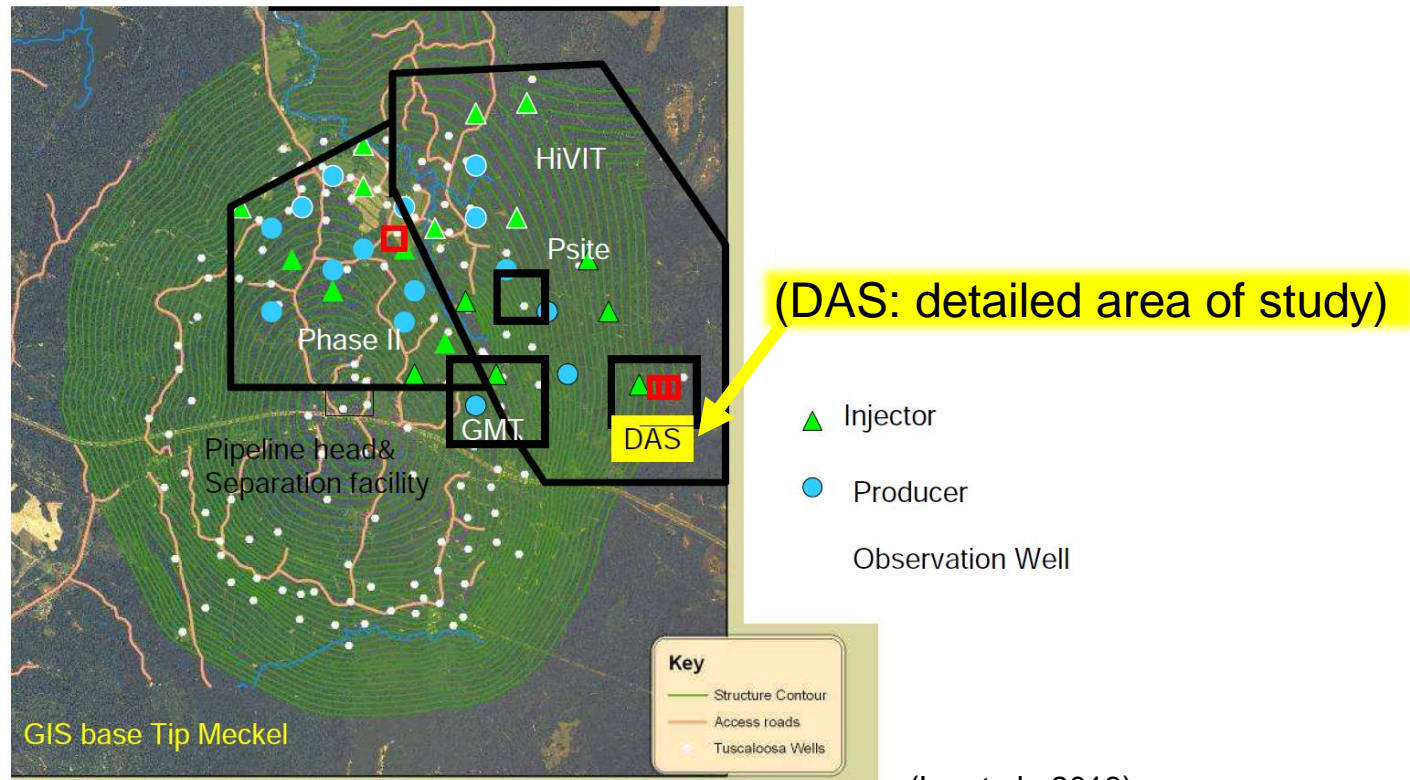 HiVIT
Psite
(DAS: detailed area of study)
Phase II
Injector
GMT
DAS
Pipeline head&
Separation facility
Producer
Observation Well
Key
Structure Contour
Access roads
Tuscaloosa Wells
GIS base Tip Meckel